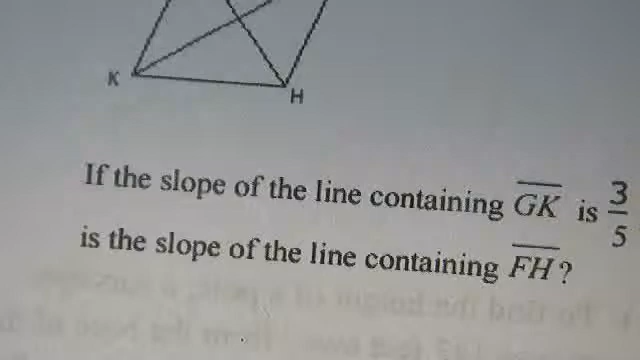 K
H
If the slope of the line containing GK is 3/5
is the slope of the line containing FH?